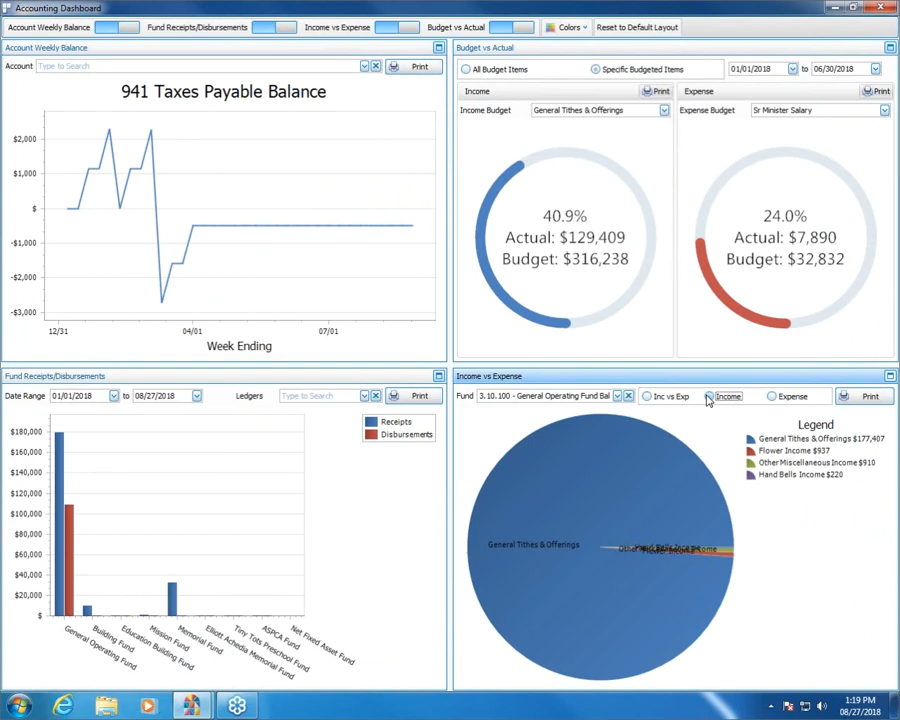 Accounting Dashboard
Account Weekly Balance Fund Receipts/Disbursements Income vs Expense Budget vs Actual Colors Reset to Default Layout
Account Weekly Balance
Account Type to Search Print
941 Taxes Payable Balance
$2,000
$1,000
$
-$1,000
-$2,000
-$3,000
12/31 04/01 07/01
Week Ending
Budget vs Actual
All Budget Items Specific Budgeted Items 01/01/2018 to 06/30/2018
Income Print
Income Budget General Tithes & Offerings
40.9%
Actual: $129,409
Budget: $316,238
Expense Print
Expense Budget Sr Minister Salary
24.0%
Actual: $7,890
Budget: $32,832
Fund Receipts/Disbursements
Date Range 01/01/2018 to 08/27/2018 Ledgers Type to Search Print
$180,000
$160,000
$140,000
$120,000
$100,000
$80,000
$60,000
$40,000
$20,000
$
General Operating Fund
Building Fund
Education Building Fund
Mission Fund
Memorial Fund
Elliott Achedia Memorial Fund
Tiny Tots Preschool Fund
ASPCA Fund
Net Fixed Asset Fund
Receipts
Disbursements
Income vs Expense
Fund 3.10.100 - General Operating Fund Bal Inc vs Exp Income Expense Print
General Tithes & Offerings
Legend
General Tithes & Offerings $177,407
Flower Income $937
Other Miscellaneous Income $910
Hand Bells Income $220
1:19 PM
08/27/2018